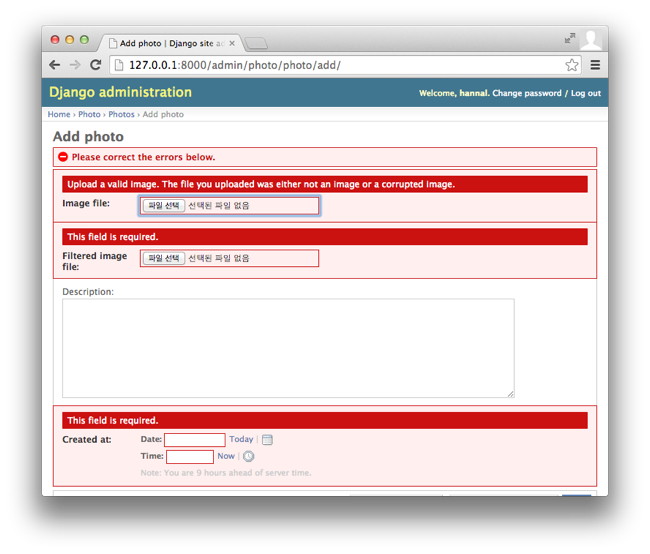 Add photo | Django site ad
127.0.0.1:8000/admin/photo/photo/add/
Django administration
Welcome, hannal. Change password / Log out
Home › Photo › Photos › Add photo
Add photo
Please correct the errors below.
Upload a valid image. The file you uploaded was either not an image or a corrupted image.
Image file: 파일 선택 선택된 파일 없음
This field is required.
Filtered image 파일 선택 선택된 파일 없음
file:
Description:
This field is required.
Created at: Date: Today |
Time: Now |
Note: You are 9 hours ahead of server time.